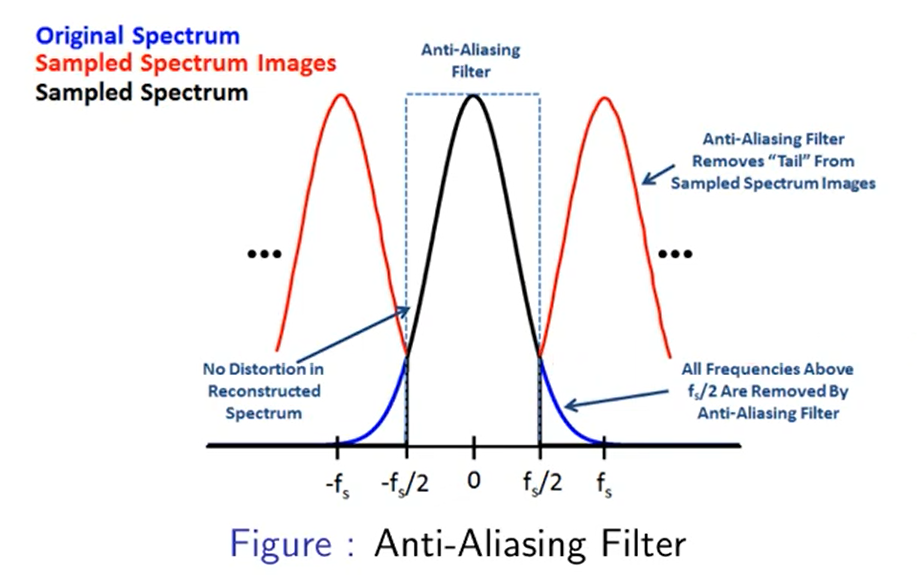 Original Spectrum
Sampled Spectrum Images
Sampled Spectrum
Anti-Aliasing
Filter
Anti-Aliasing Filter
Removes “Tail” From
Sampled Spectrum Images
•••
•••
No Distortion in
Reconstructed
Spectrum
All Frequencies Above
fs/2 Are Removed By
Anti-Aliasing Filter
-fs -fs/2 0 fs/2 fs
Figure : Anti-Aliasing Filter